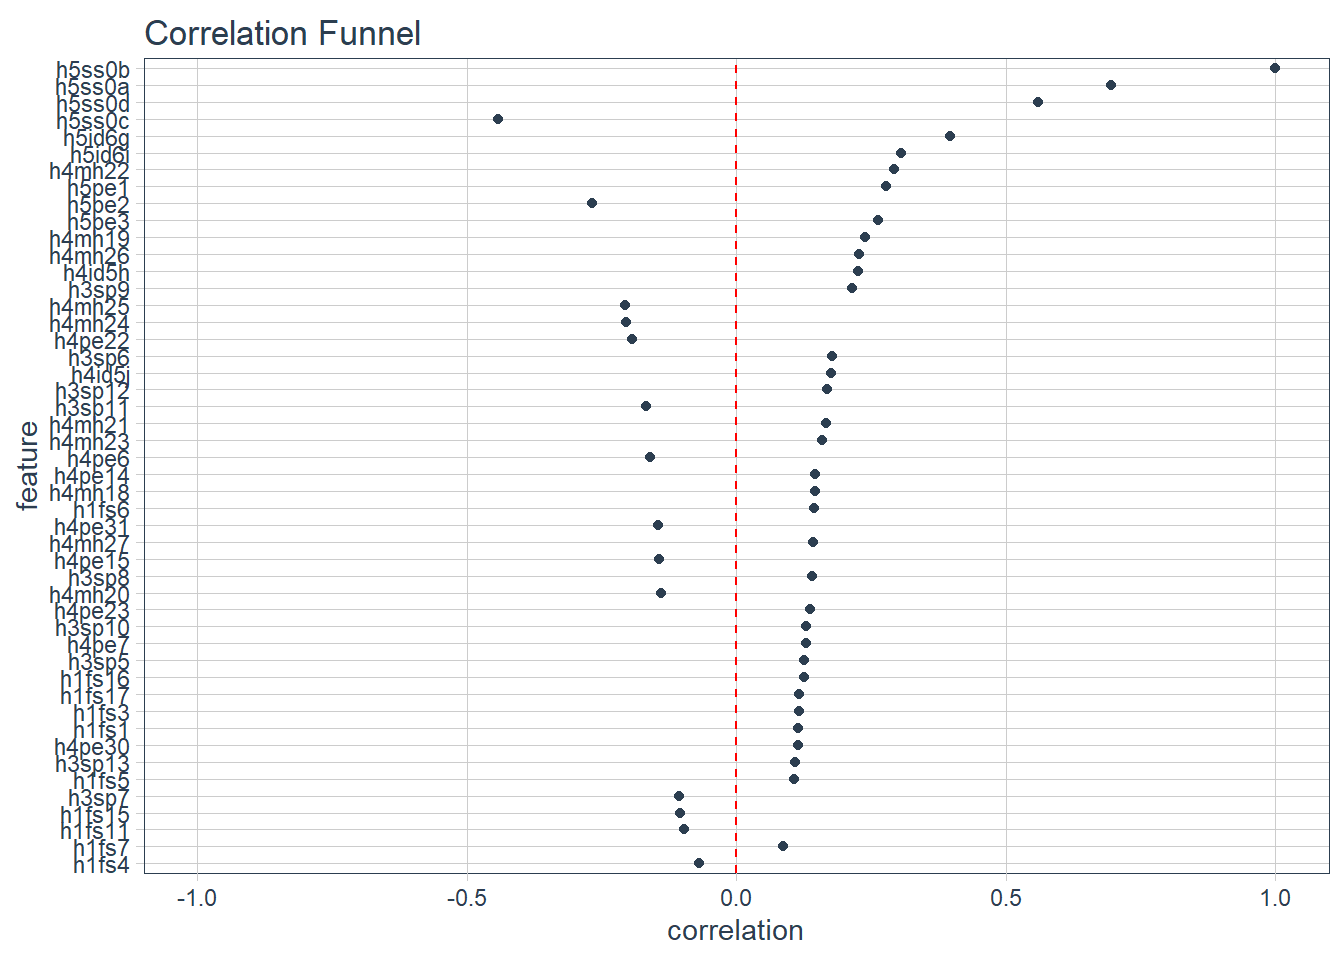 Correlation Funnel
h5ss0b
h5ss0a
h5ss0d
h5ss0c
h5id6g
h5id6i
h4mh22
h5pe1
h5pe2
h5pe3
h4mh19
h4mh26
h4id5h
h3sp9
h4mh25
h4mh24
h4pe22
h3sp6
h4id5j
h3sp12
h3sp11
h4mh21
h4mh23
h4pe6
h4pe14
h4mh18
h1fs6
h4pe31
h4mh27
h4pe15
h3sp8
h4mh20
h4pe23
h3sp10
h4pe7
h3sp5
h1fs16
h1fs17
h1fs3
h1fs1
h4pe30
h3sp13
h1fs5
h3sp7
h1fs15
h1fs11
h1fs7
h1fs4
feature
-1.0 -0.5 0.0 0.5 1.0
correlation